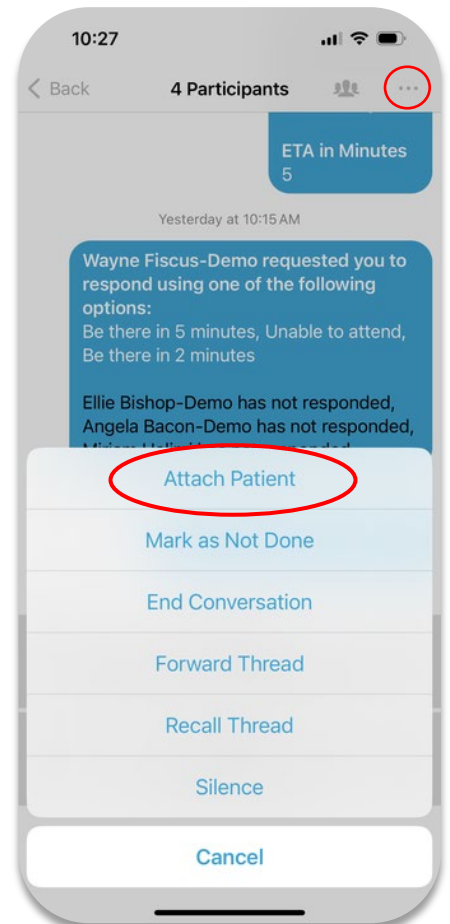 10:27
Back
4 Participants
ETA in Minutes
5
Yesterday at 10:15 AM
Wayne Fiscus-Demo requested you to
respond using one of the following
options:
Be there in 5 minutes, Unable to attend,
Be there in 2 minutes
Ellie Bishop-Demo has not responded,
Angela Bacon-Demo has not responded,
Attach Patient
Mark as Not Done
End Conversation
Forward Thread
Recall Thread
Silence
Cancel